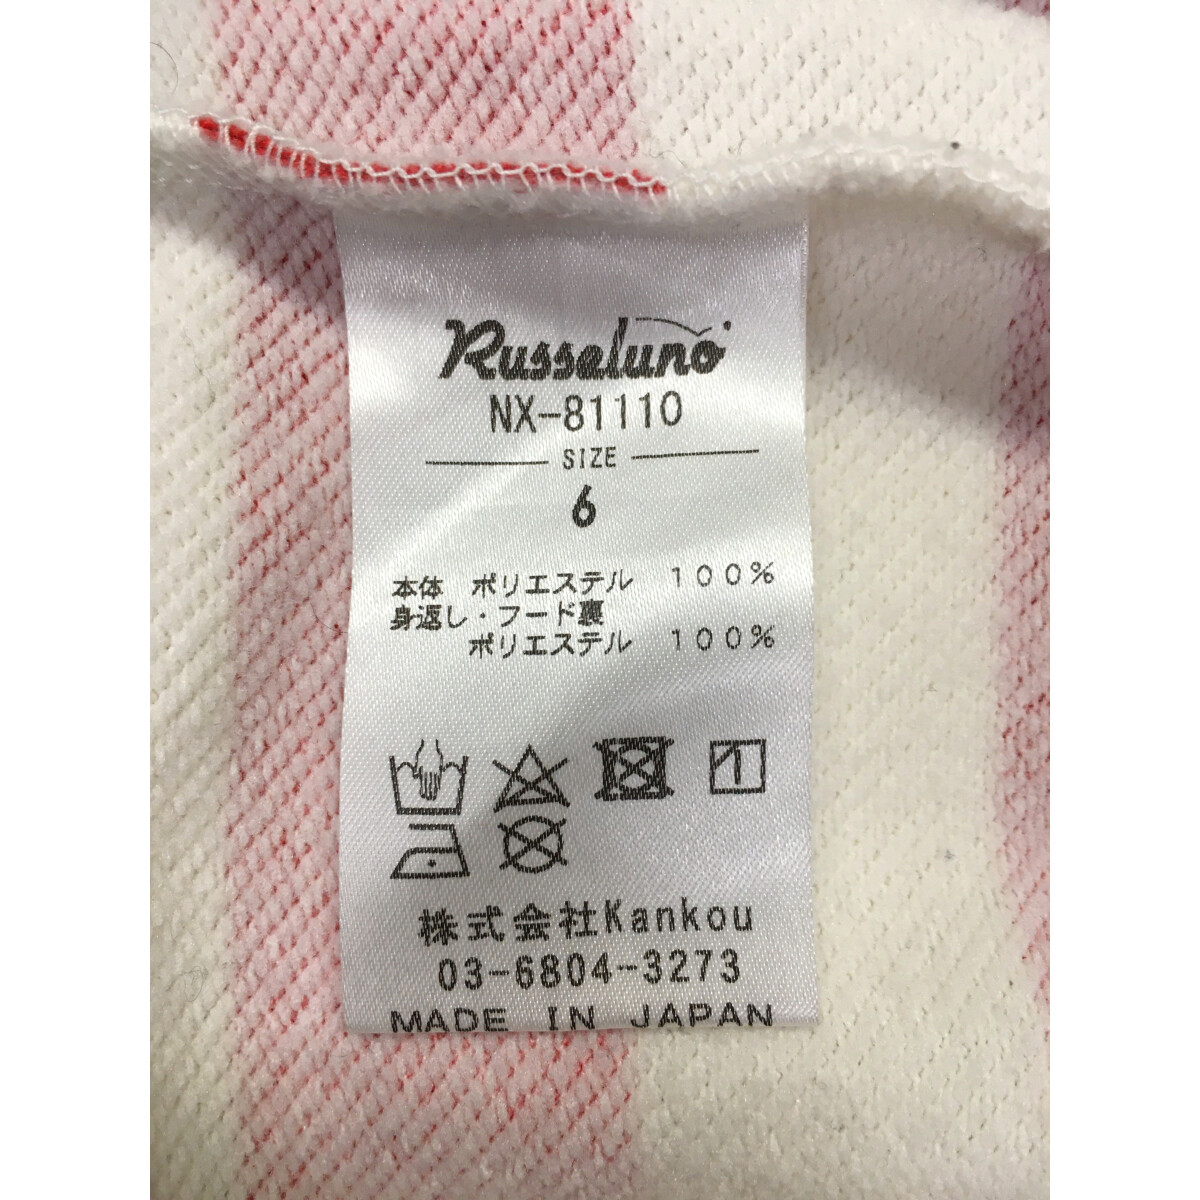 Russeluno
NX-81110
SIZE
6
本体 ポリエステル 100%
身返し・フード裏
ポリエステル 100%
株式会社Kankou
03-6804-3273
MADE IN JAPAN